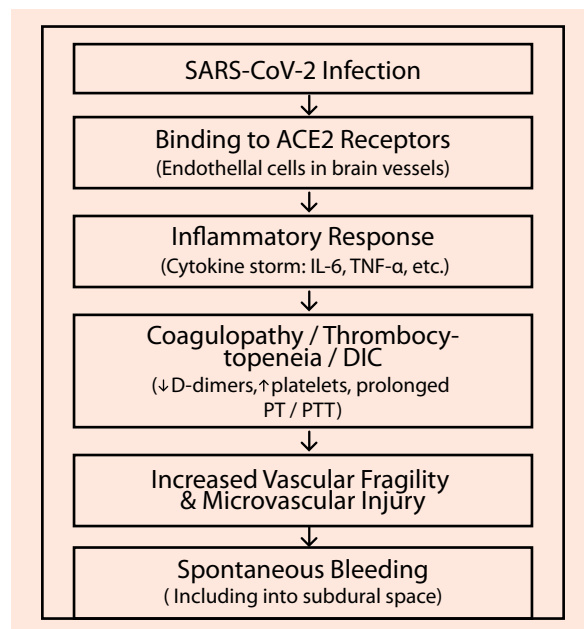 SARS-CoV-2 Infection
Binding to ACE2 Receptors
(Endothellal cells in brain vessels)
Inflammatory Response
(Cytokine storm: IL-6, TNF-α, etc.)
Coagulopathy / Thrombocy-
topeneia / DIC
(↓D-dimers,↑platelets, prolonged
PT / PTT)
Increased Vascular Fragility
& Microvascular Injury
Spontaneous Bleeding
( Including into subdural space)